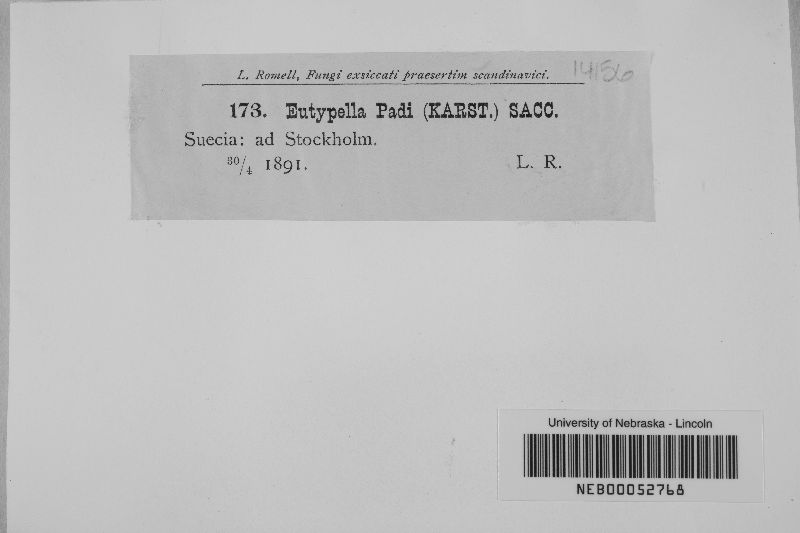 L. Romell, Fungi exsiccati praesertim scandinavici.
14156
173. Eutypella Padi (KARST.) SACC.
Suecia: ad Stockholm.
30/4 1891. L. R.
University of Nebraska - Lincoln
NEB00052768